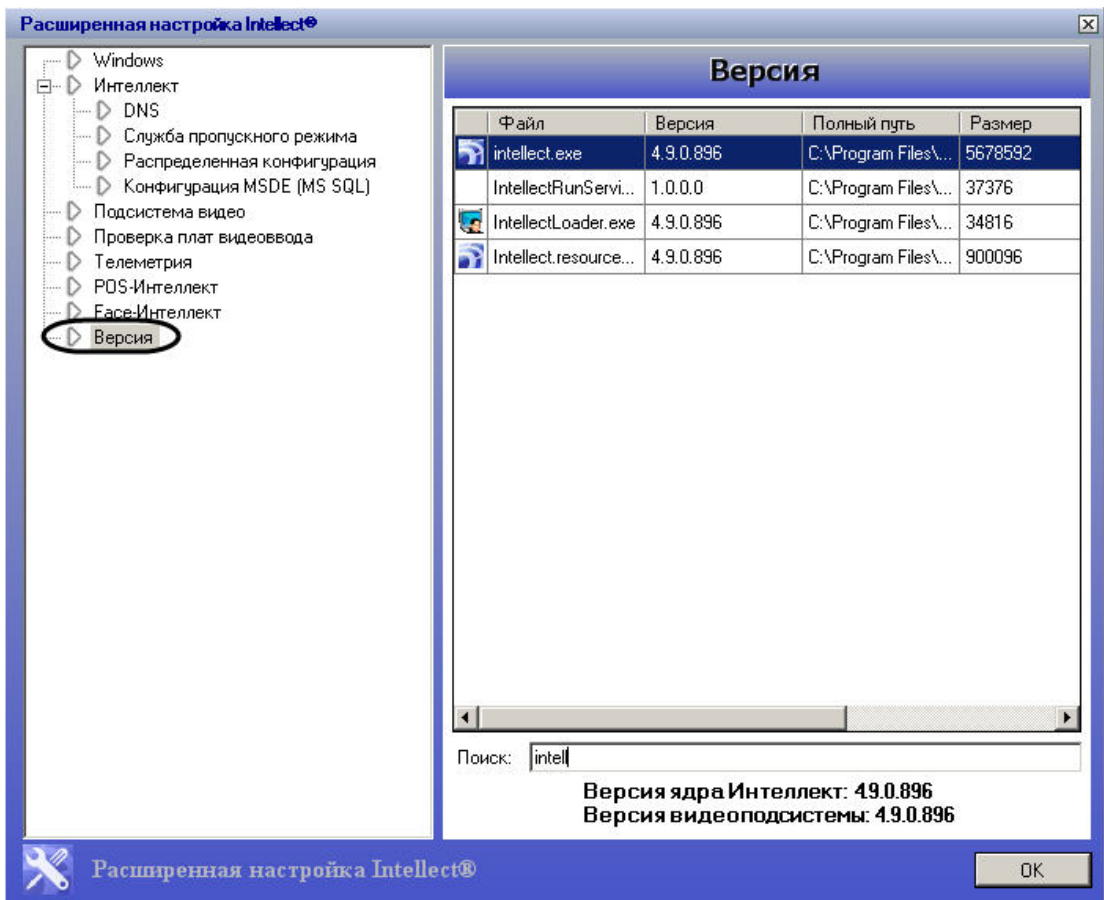 Расширенная настройка Intellect®
Windows
Интеллект
DNS
Служба пропускного режима
Распределенная конфигурация
Конфигурация MSDE (MS SQL)
Подсистема видео
Проверка плат видеоввода
Телеметрия
POS-Интеллект
Face-Интеллект
Версия
Версия
Файл Версия Полный путь Размер
intellect.exe 4.9.0.896 C:\Program Files\... 5678592
IntellectRunServi... 1.0.0.0 C:\Program Files\... 37376
IntellectLoader.exe 4.9.0.896 C:\Program Files\... 34816
Intellect.resource... 4.9.0.896 C:\Program Files\... 900096
Поиск: intell
Версия ядра Интеллект: 4.9.0.896
Версия видеоподсистемы: 4.9.0.896
Расширенная настройка Intellect®
OK